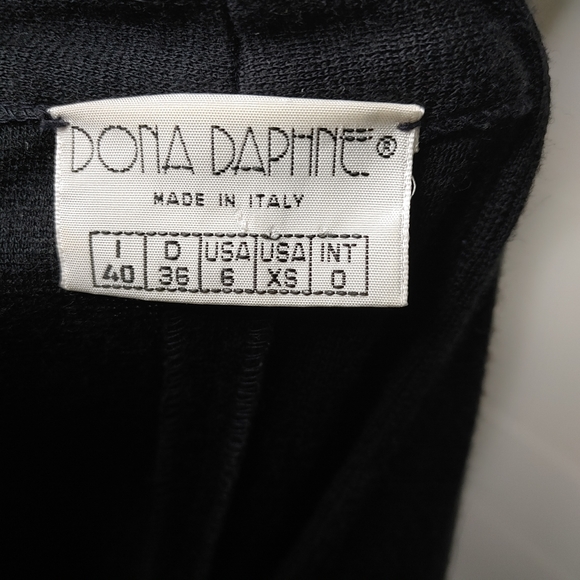 DONA DAPHNE®
MADE IN ITALY
I D USA USA INT
40 36 6 XS 0